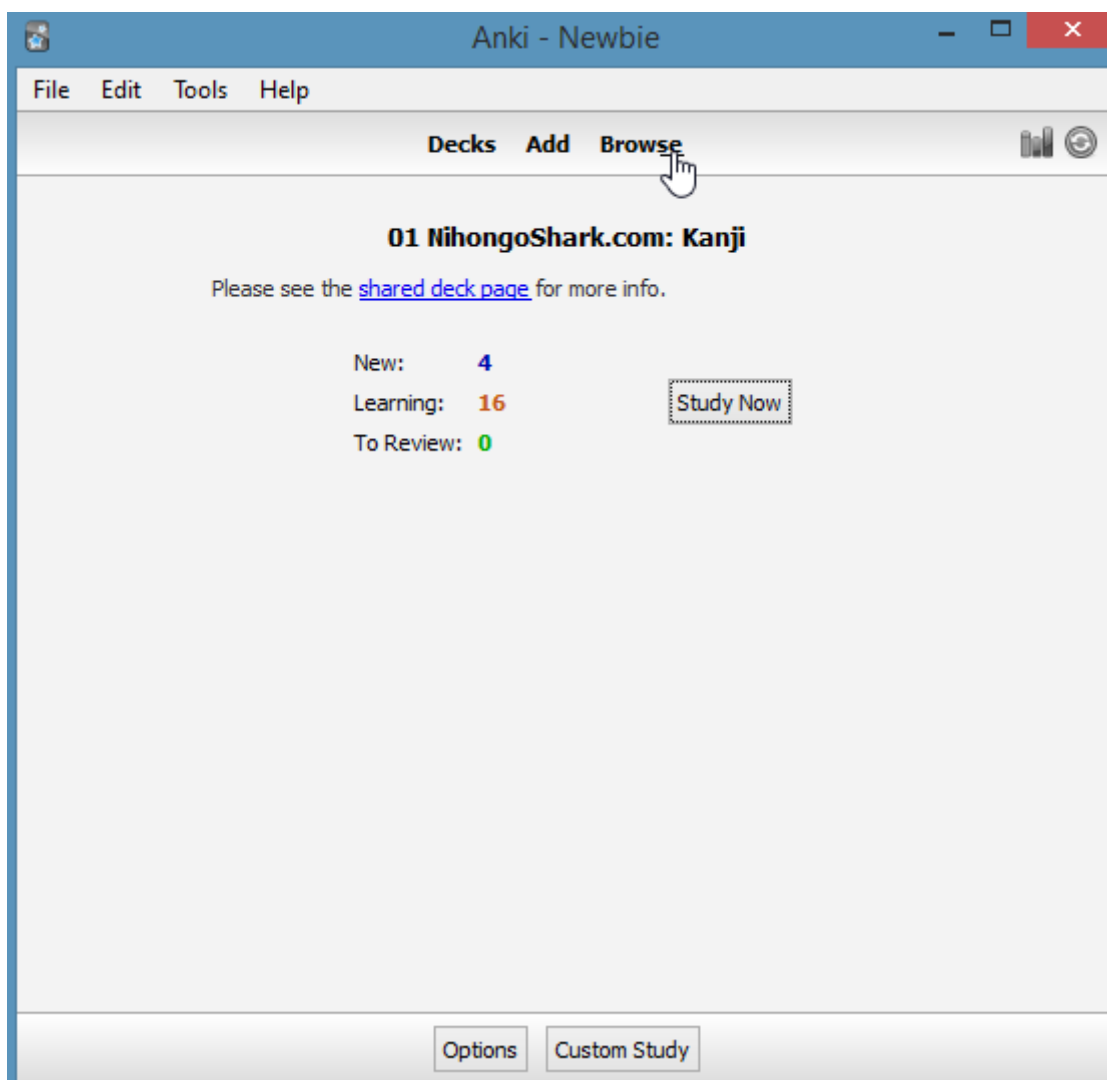 Anki - Newbie
File Edit Tools Help
Decks Add Browse
01 NihongoShark.com: Kanji
Please see the shared deck page for more info.
New: 4
Learning: 16 Study Now
To Review: 0
Options Custom Study